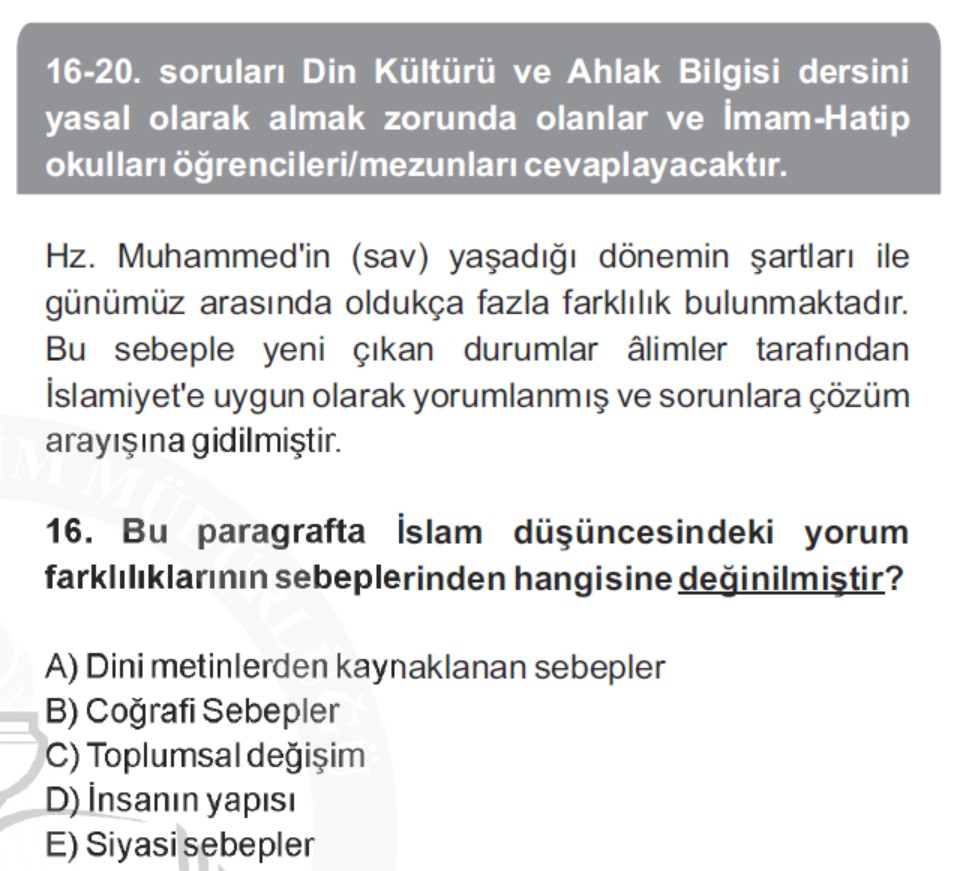 16-20. soruları Din Kültürü ve Ahlak Bilgisi dersini
yasal olarak almak zorunda olanlar ve İmam-Hatip
okulları öğrencileri/mezunları cevaplayacaktır.
Hz. Muhammed'in (sav) yaşadığı dönemin şartları ile
günümüz arasında oldukça fazla farklılık bulunmaktadır.
Bu sebeple yeni çıkan durumlar âlimler tarafından
İslamiyet'e uygun olarak yorumlanmış ve sorunlara çözüm
arayışına gidilmiştir.
16. Bu paragrafta İslam düşüncesindeki yorum
farklılıklarının sebeplerinden hangisine değinilmiştir?
A) Dini metinlerden kaynaklanan sebepler
B) Coğrafi Sebepler
C) Toplumsal değişim
D) İnsanın yapısı
E) Siyasi sebepler